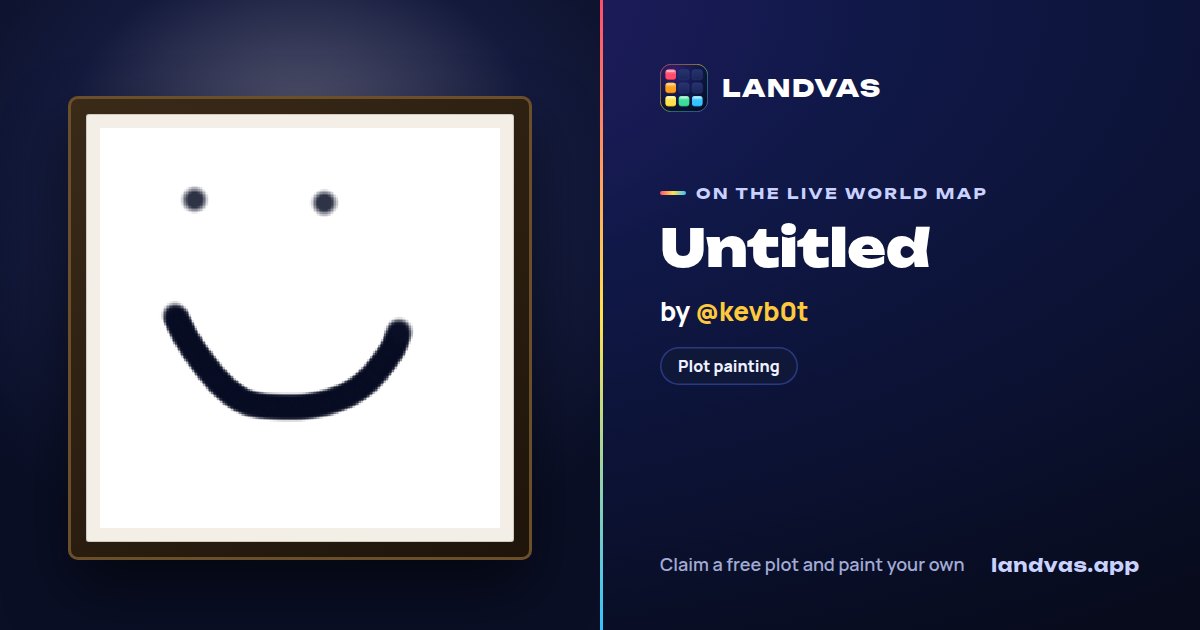 LANDVAS
ON THE LIVE WORLD MAP
Untitled
by @kevb0t
Plot painting
Claim a free plot and paint your own landvas.app